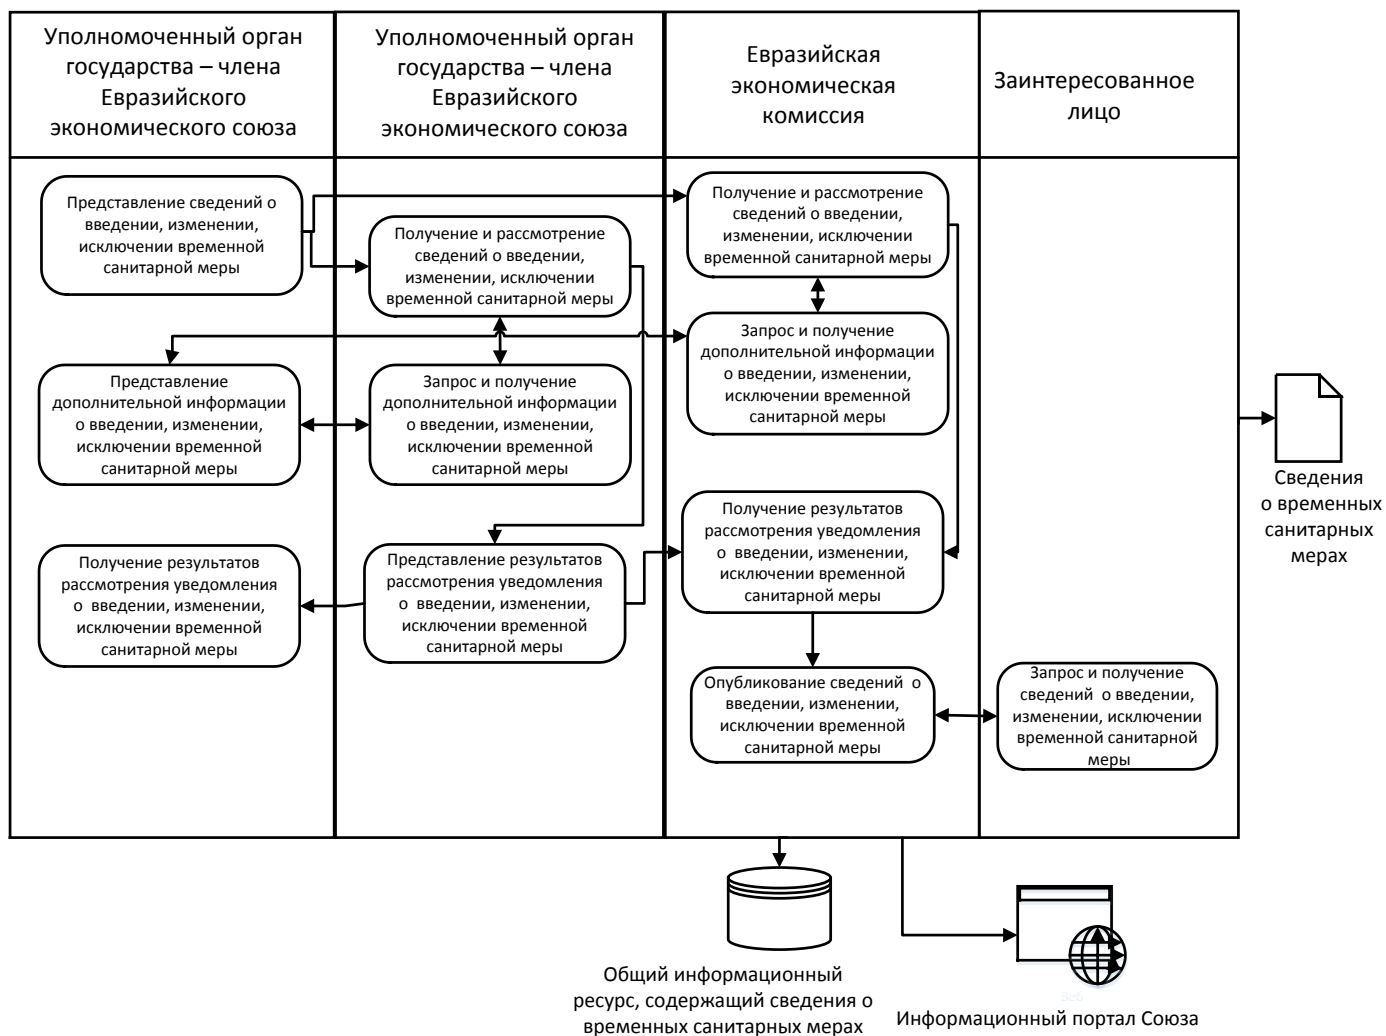 Уполномоченный орган
государства – члена
Евразийского
экономического союза
Уполномоченный орган
государства – члена
Евразийского
экономического союза
Евразийская
экономическая
комиссия
Заинтересованное
лицо
Представление сведений о
введении, изменении,
исключении временной
санитарной меры
Получение и рассмотрение
сведений о введении,
изменении, исключении
временной санитарной меры
Получение и рассмотрение
сведений о введении,
изменении, исключении
временной санитарной меры
Запрос и получение
дополнительной информации
о введении, изменении,
исключении временной
санитарной меры
Представление
дополнительной информации
о введении, изменении,
исключении временной
санитарной меры
Запрос и получение
дополнительной информации
о введении, изменении,
исключении временной
санитарной меры
Сведения
о временных
санитарных
мерах
Получение результатов
рассмотрения уведомления
о введении, изменении,
исключении временной
санитарной меры
Получение результатов
рассмотрения уведомления
о введении, изменении,
исключении временной
санитарной меры
Представление результатов
рассмотрения уведомления
о введении, изменении,
исключении временной
санитарной меры
Опубликование сведений о
введении, изменении,
исключении временной
санитарной меры
Запрос и получение
сведений о введении,
изменении, исключении
временной санитарной
меры
Веб
Общий информационный
ресурс, содержащий сведения о
временных санитарных мерах
Информационный портал Союза